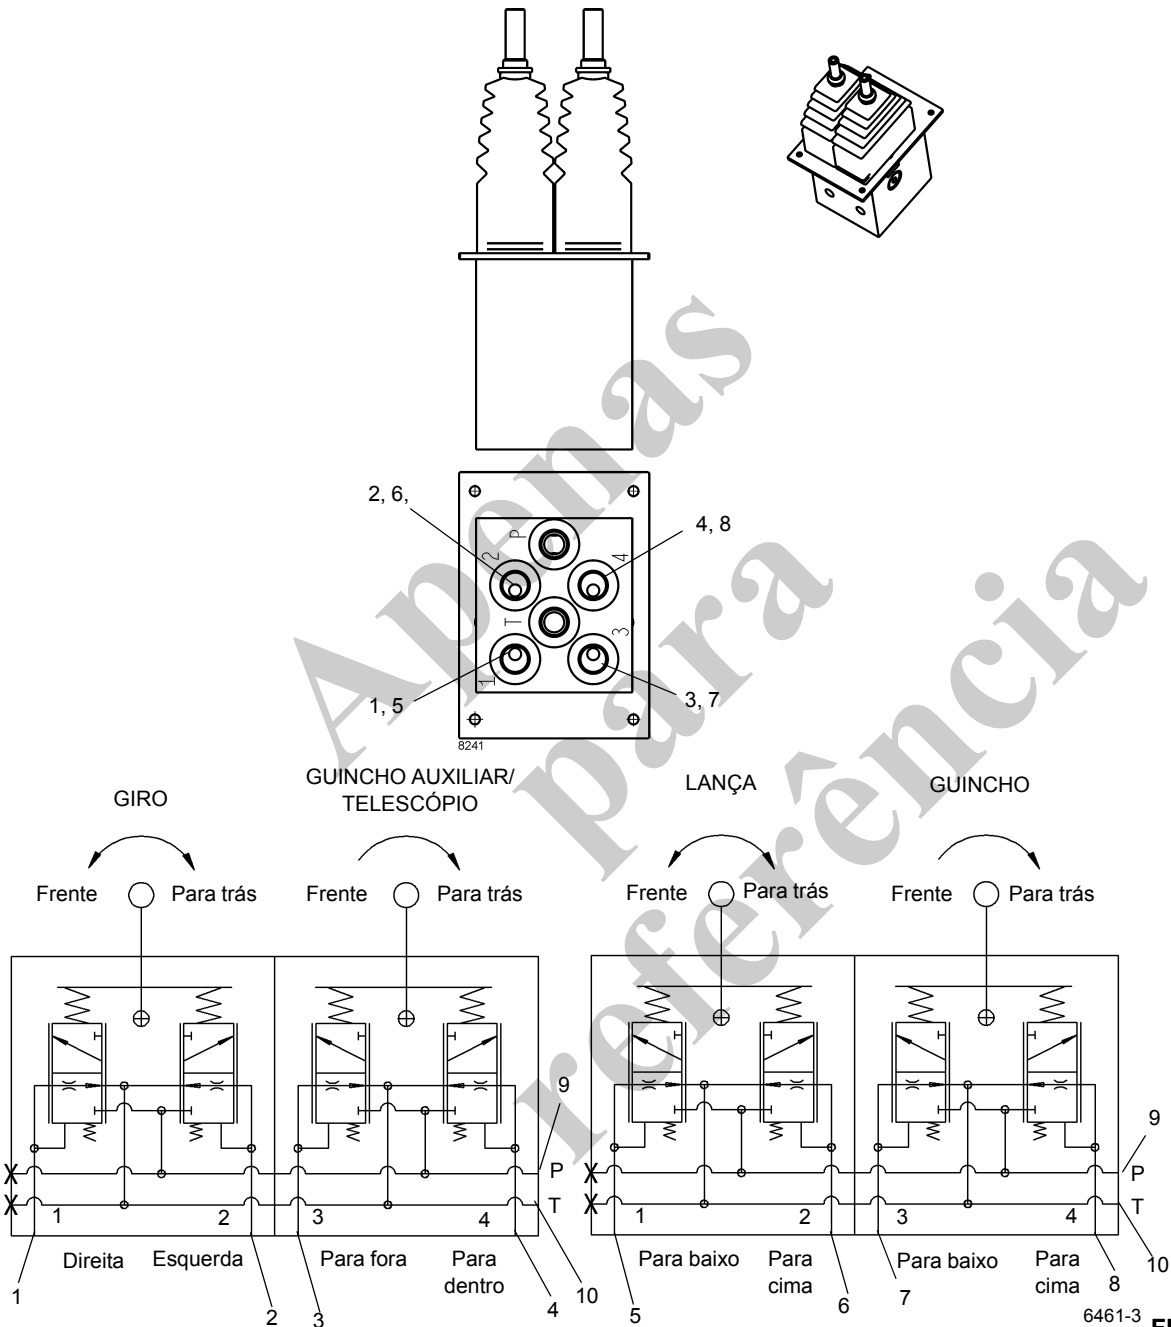 2, 6,
4, 8
P
2
4
T
3
1
1, 5
3, 7
8241
GIRO
GUINCHO AUXILIAR/
TELESCÓPIO
LANÇA
GUINCHO
Frente
Para trás
Frente
Para trás
Frente
Para trás
Frente
Para trás
9
P
T
9
P
T
1
2
3
4
1
2
3
4
Direita
Esquerda
Para fora
Para
dentro
10
Para baixo
Para
cima
Para baixo
Para
cima
10
1
2
3
4
5
6
7
8
6461-3
Apenas
para
referência